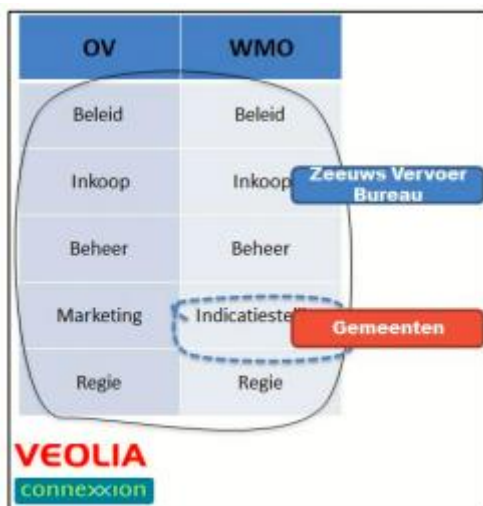 OV WMO
Beleid Beleid
Inkoop Inkoop
Zeeuws Vervoer
Bureau
Beheer Beheer
Marketing
Gemeenten
Regie Regie
VEOLIA
connexxion